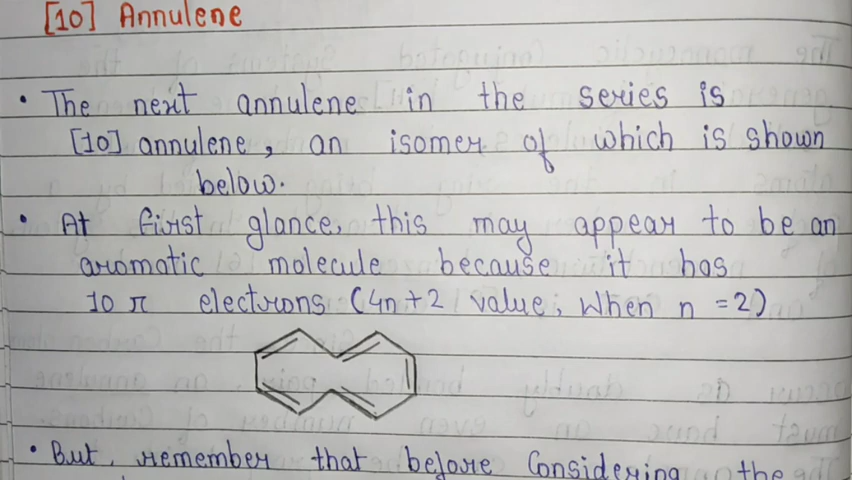 [10] Annulene
• The next annulene in the series is
[10] annulene, an isomer of which is shown
below.
• At first glance, this may appear to be an
aromatic molecule because it has
10 π electrons (4n+2 value, when n = 2)
• But, remember that before Considering the